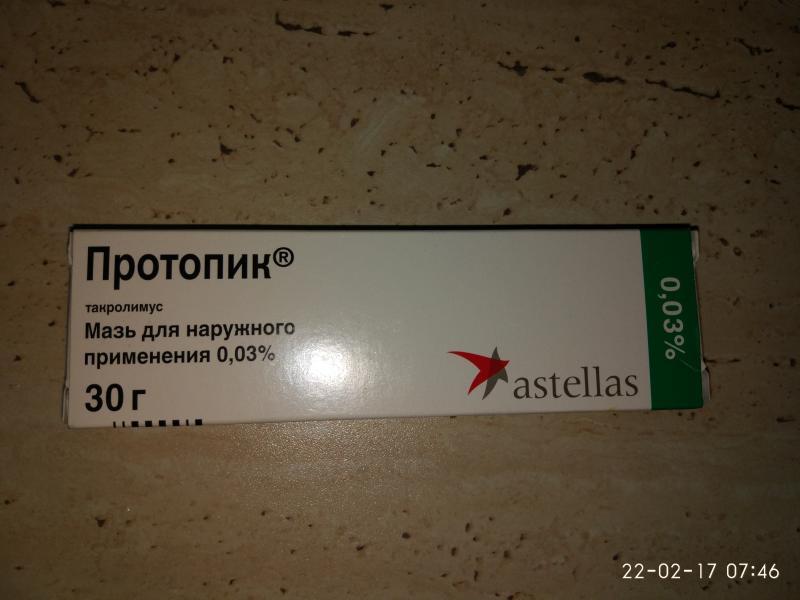 Протопик®
такролимус
Мазь для наружного
применения 0,03%
30 г
astellas
0,03%
22-02-17 07:46